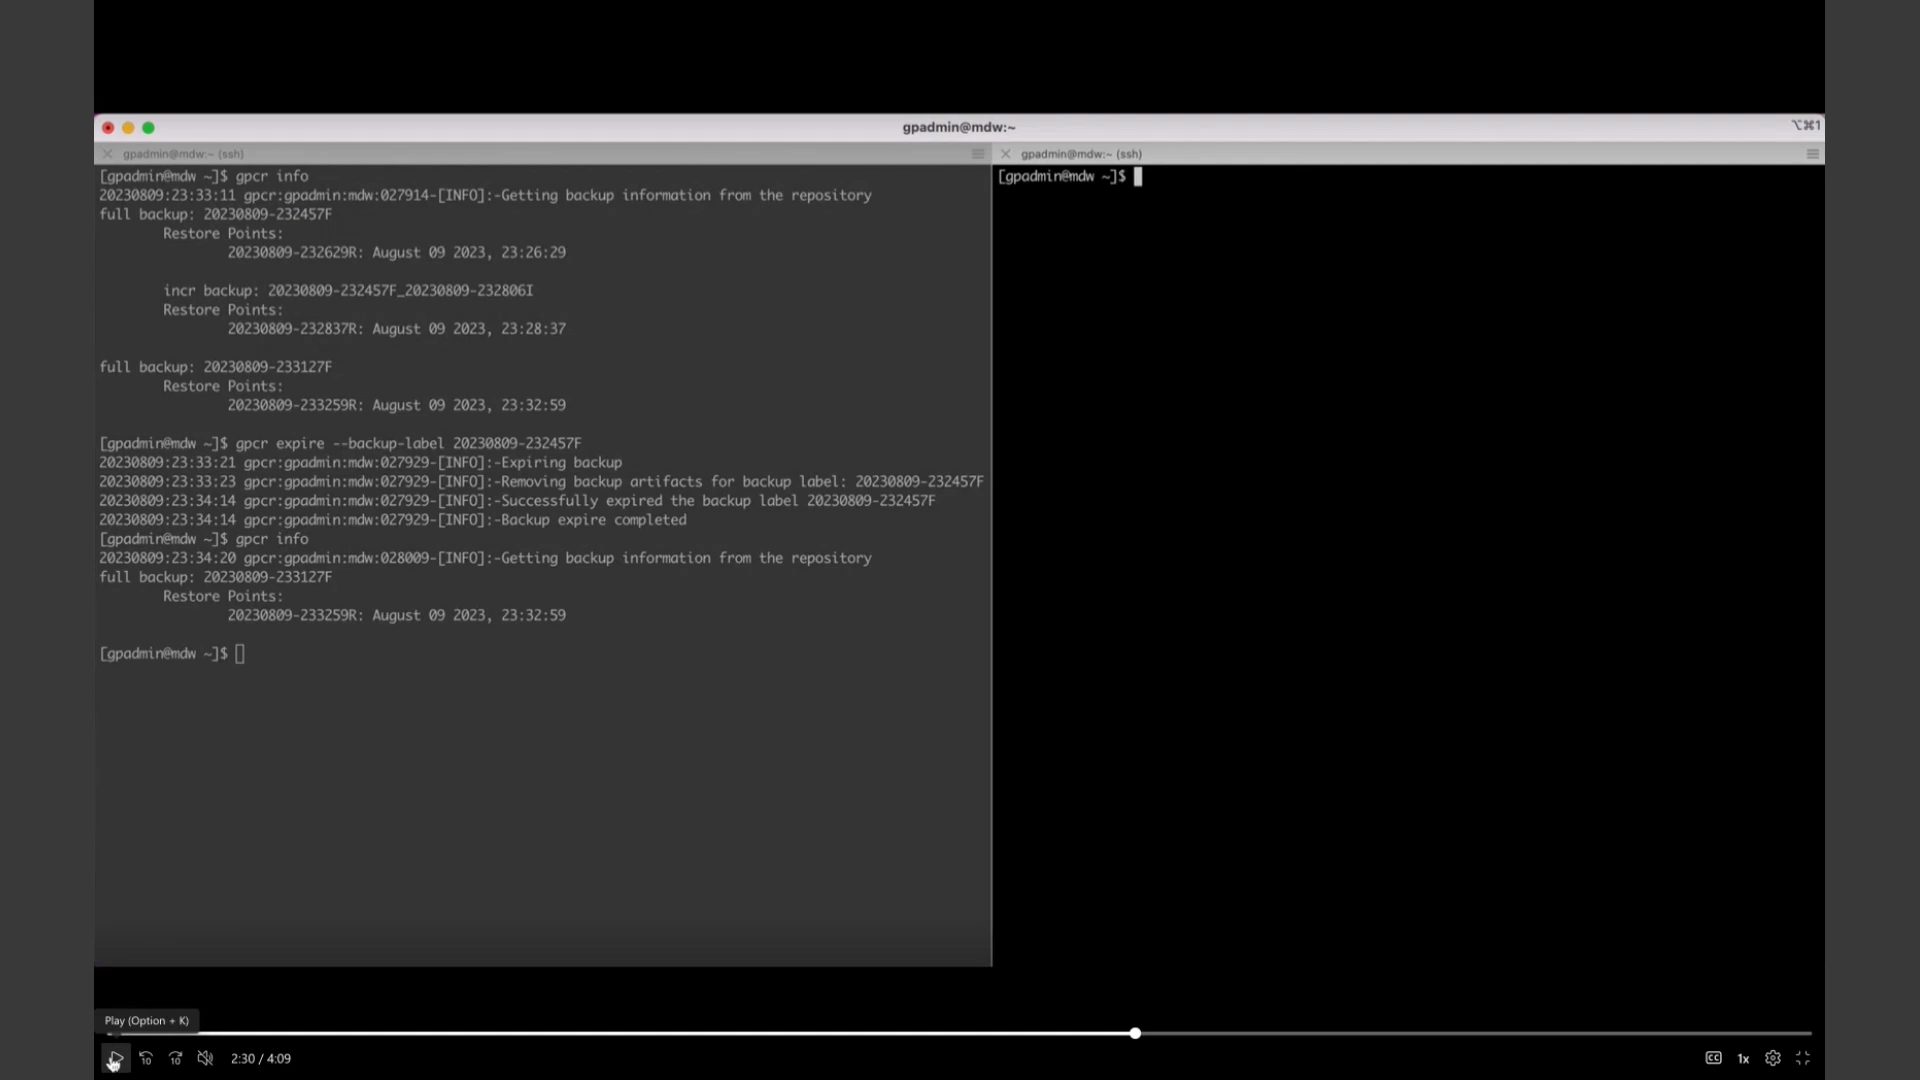 gpadmin@mdw:~
⌥⌘1
gpadmin@mdw:~ (ssh)
[gpadmin@mdw ~]$ gpcr info
20230809:23:33:11 gpcr:gpadmin:mdw:027914-[INFO]:-Getting backup information from the repository
full backup: 20230809-232457F
Restore Points:
20230809-232629R: August 09 2023, 23:26:29
incr backup: 20230809-232457F_20230809-232806I
Restore Points:
20230809-232837R: August 09 2023, 23:28:37
full backup: 20230809-233127F
Restore Points:
20230809-233259R: August 09 2023, 23:32:59
[gpadmin@mdw ~]$ gpcr expire --backup-label 20230809-232457F
20230809:23:33:21 gpcr:gpadmin:mdw:027929-[INFO]:-Expiring backup
20230809:23:33:23 gpcr:gpadmin:mdw:027929-[INFO]:-Removing backup artifacts for backup label: 20230809-232457F
20230809:23:34:14 gpcr:gpadmin:mdw:027929-[INFO]:-Successfully expired the backup label 20230809-232457F
20230809:23:34:14 gpcr:gpadmin:mdw:027929-[INFO]:-Backup expire completed
[gpadmin@mdw ~]$ gpcr info
20230809:23:34:20 gpcr:gpadmin:mdw:028009-[INFO]:-Getting backup information from the repository
full backup: 20230809-233127F
Restore Points:
20230809-233259R: August 09 2023, 23:32:59
[gpadmin@mdw ~]$
gpadmin@mdw:~ (ssh)
[gpadmin@mdw ~]$
Play (Option + K)
10
10
2:30 / 4:09
CC
1x